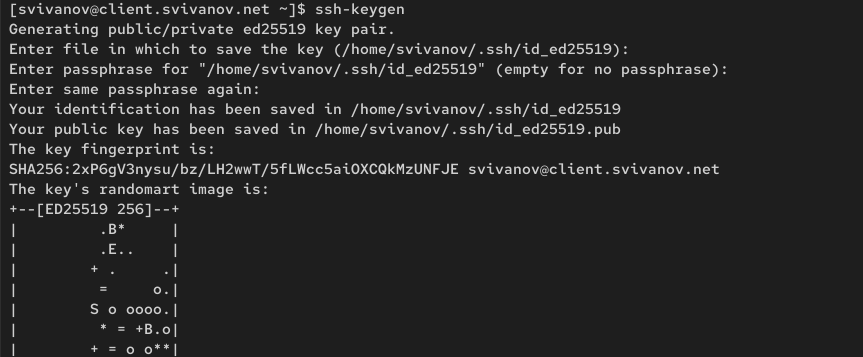 [svivanov@client.svivanov.net ~]$ ssh-keygen
Generating public/private ed25519 key pair.
Enter file in which to save the key (/home/svivanov/.ssh/id_ed25519):
Enter passphrase for "/home/svivanov/.ssh/id_ed25519" (empty for no passphrase):
Enter same passphrase again:
Your identification has been saved in /home/svivanov/.ssh/id_ed25519
Your public key has been saved in /home/svivanov/.ssh/id_ed25519.pub
The key fingerprint is:
SHA256:2xP6gV3nysu/bz/LH2wwT/5fLWcc5aiOXCQkMzUNFJE svivanov@client.svivanov.net
The key's randomart image is:
+--[ED25519 256]--+
|         .B*     |
|         .E..    |
|        + .     .|
|         =     o.|
|        S o oooo.|
|         * = +B.o|
|        + = o o**|